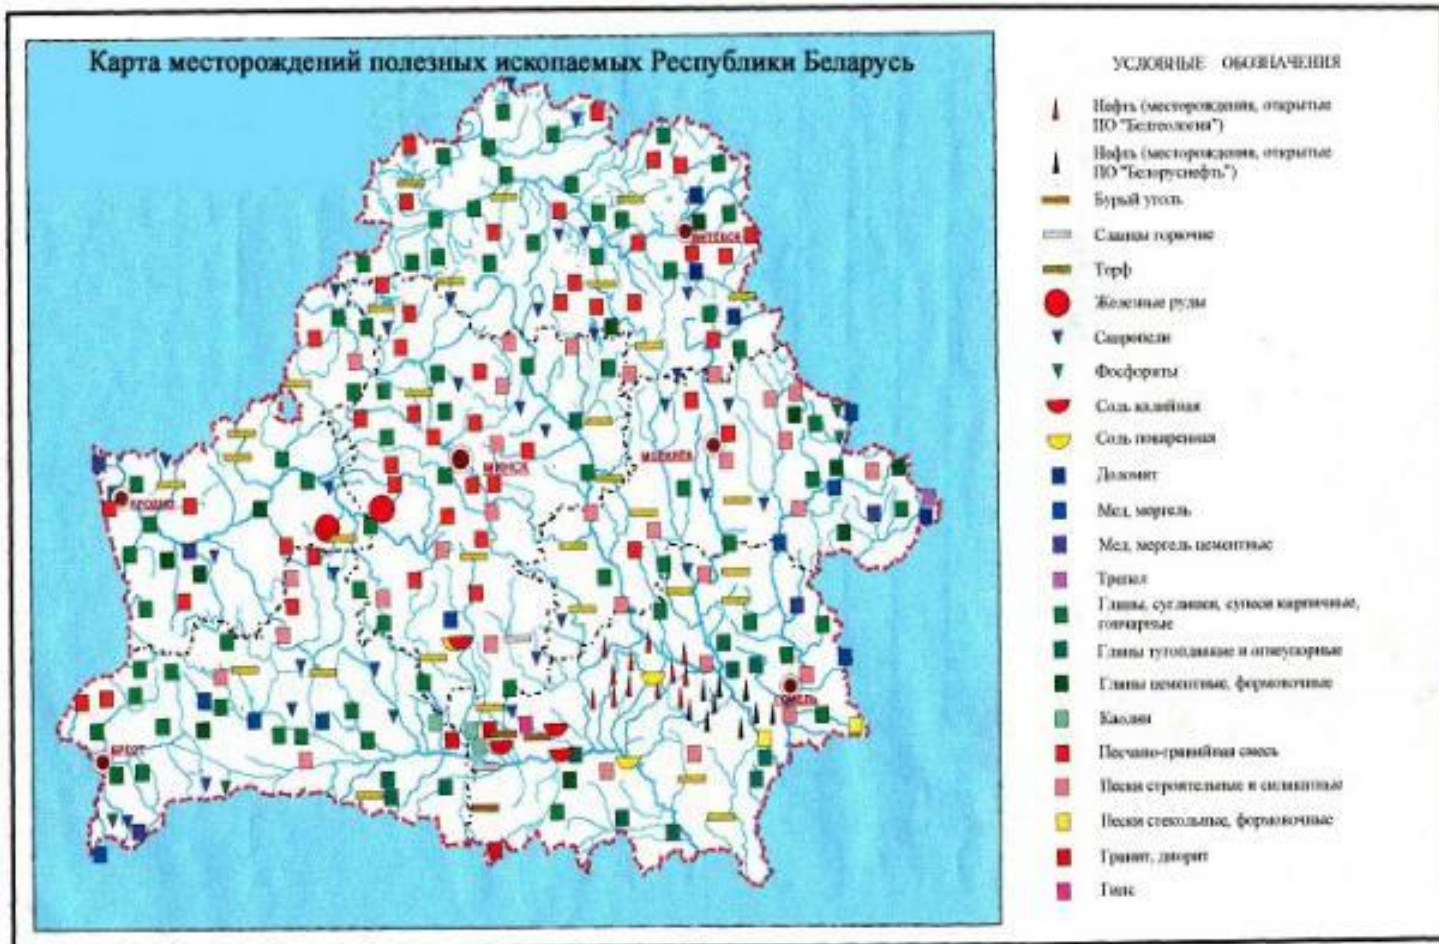 Карта месторождений полезных ископаемых Республики Беларусь
УСЛОВНЫЕ ОБОЗНАЧЕНИЯ
Нефть (месторождения, открытые
ПО "Белгеология")
Нефть (месторождения, открытые
ПО "Белоруснефть")
Бурый уголь
Сланцы горючие
Торф
Железные руды
Сапропели
Фосфориты
Соль калийная
Соль поваренная
Доломит
Мел, мергель
Мел, мергель цементные
Трепел
Глины, суглинки, супеси кирпичные,
гончарные
Глины тугоплавкие и огнеупорные
Глины цементные, формовочные
Каолин
Песчано-гравийная смесь
Пески строительные и силикатные
Пески стекольные, формовочные
Гранит, диорит
Гипс
ВИТЕБСК
МИНСК
МОГИЛЕВ
ГРОДНО
ГОМЕЛЬ
БРЕСТ